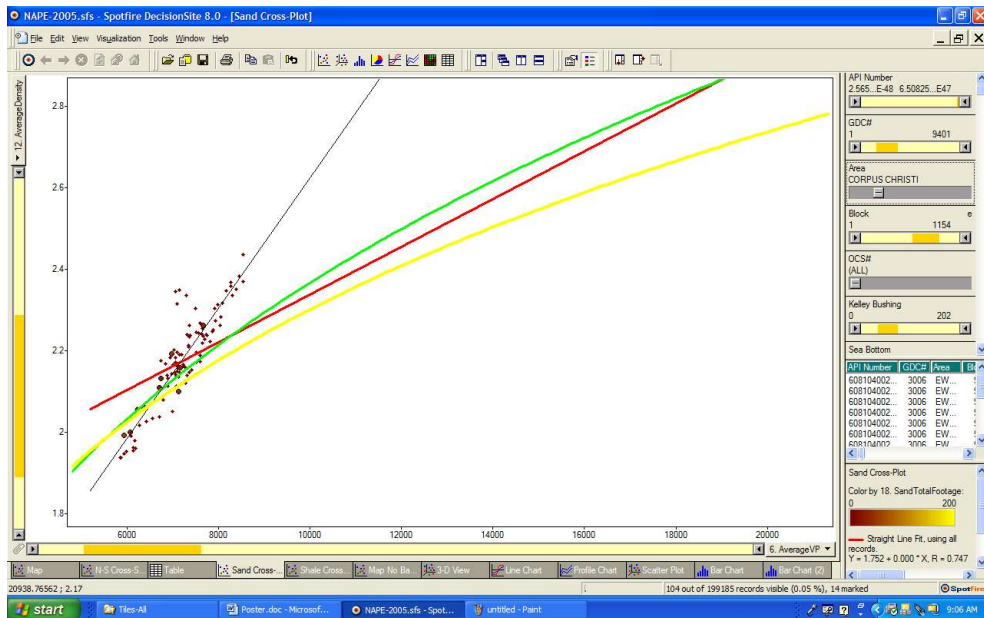 NAPE-2005.sfs - Spotfire DecisionSite 8.0 - [Sand Cross-Plot]
File Edit View Visualization Tools Window Help
12. AverageDensity
2.8
2.6
2.4
2.2
2
1.8
6000 8000 10000 12000 14000 16000 18000 20000
6. AverageVP
API Number
2.565...E-48 6.50825...E47
GDC#
1 9401
Area
CORPUS CHRISTI
Block e
1 1154
OCS#
(ALL)
Kelley Bushing
0 202
Sea Bottom
API Number GDC# Area
608104002... 3006 EW...
608104002... 3006 EW...
608104002... 3006 EW...
608104002... 3006 EW...
608104002... 3006 EW...
608104002... 3006 EW...
608104002... 3006 EW...
Sand Cross-Plot
Color by 18. SandTotalFootage:
0 200
Straight Line Fit, using all
records.
Y = 1.752 + 0.000 * X, R = 0.747
Map N-S Cross-S... Table Sand Cross-... Shale Cross... Map No Ba... 3-D View Line Chart Profile Chart Scatter Plot Bar Chart Bar Chart (2)
20938.76562 ; 2.17 104 out of 199185 records visible (0.05 %), 14 marked Spotfire
start Tiles-All Poster.doc - Microsof... NAPE-2005.sfs - Spot... untitled - Paint 9:06 AM